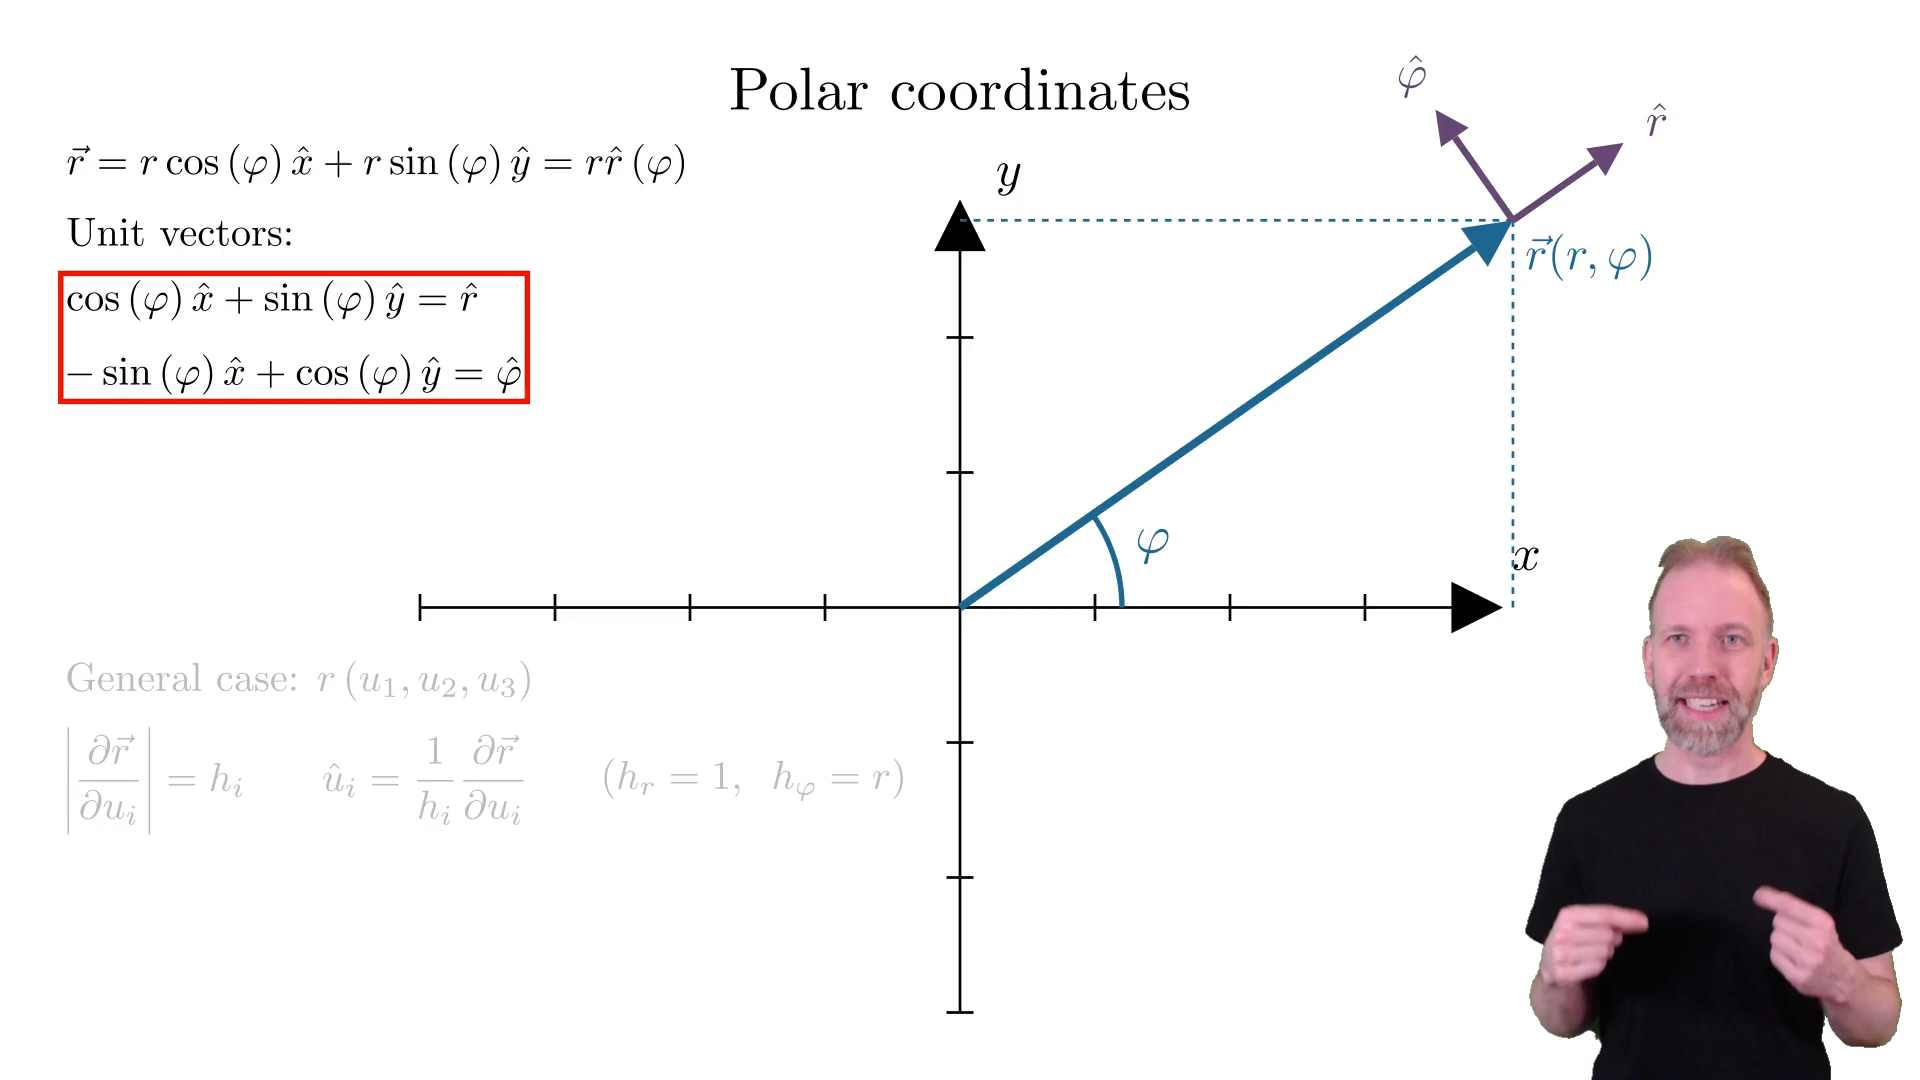 Polar coordinates
r⃗ = r cos (φ) x̂ + r sin (φ) ŷ = r r̂ (φ)
Unit vectors:
cos (φ) x̂ + sin (φ) ŷ = r̂
− sin (φ) x̂ + cos (φ) ŷ = φ̂
φ̂
r̂
y
r⃗(r, φ)
φ
x
General case: r (u₁, u₂, u₃)
|∂r⃗/∂uᵢ| = hᵢ    ûᵢ = 1/hᵢ ∂r⃗/∂uᵢ    (hᵣ = 1, h_φ = r)